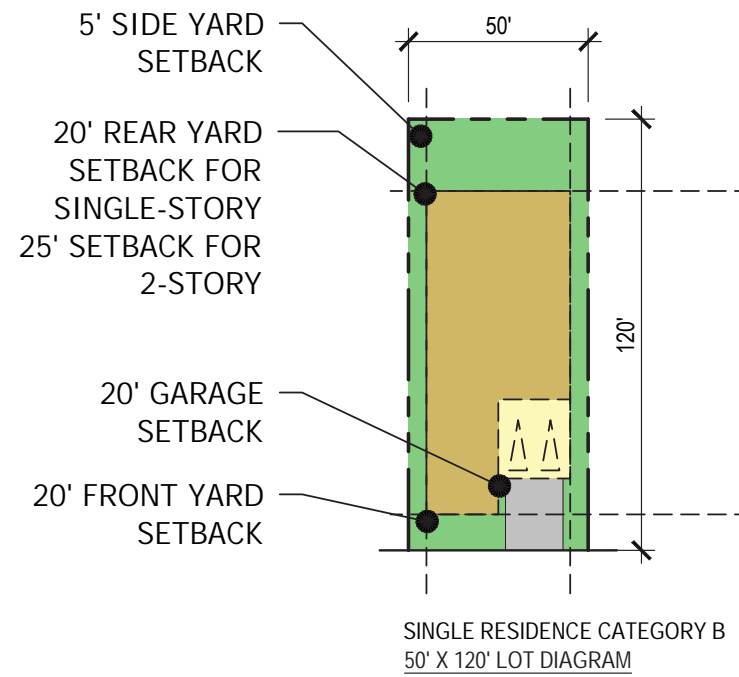 5' SIDE YARD
SETBACK
50'
20' REAR YARD
SETBACK FOR
SINGLE-STORY
25' SETBACK FOR
2-STORY
120'
20' GARAGE
SETBACK
20' FRONT YARD
SETBACK
SINGLE RESIDENCE CATEGORY B
50' X 120' LOT DIAGRAM